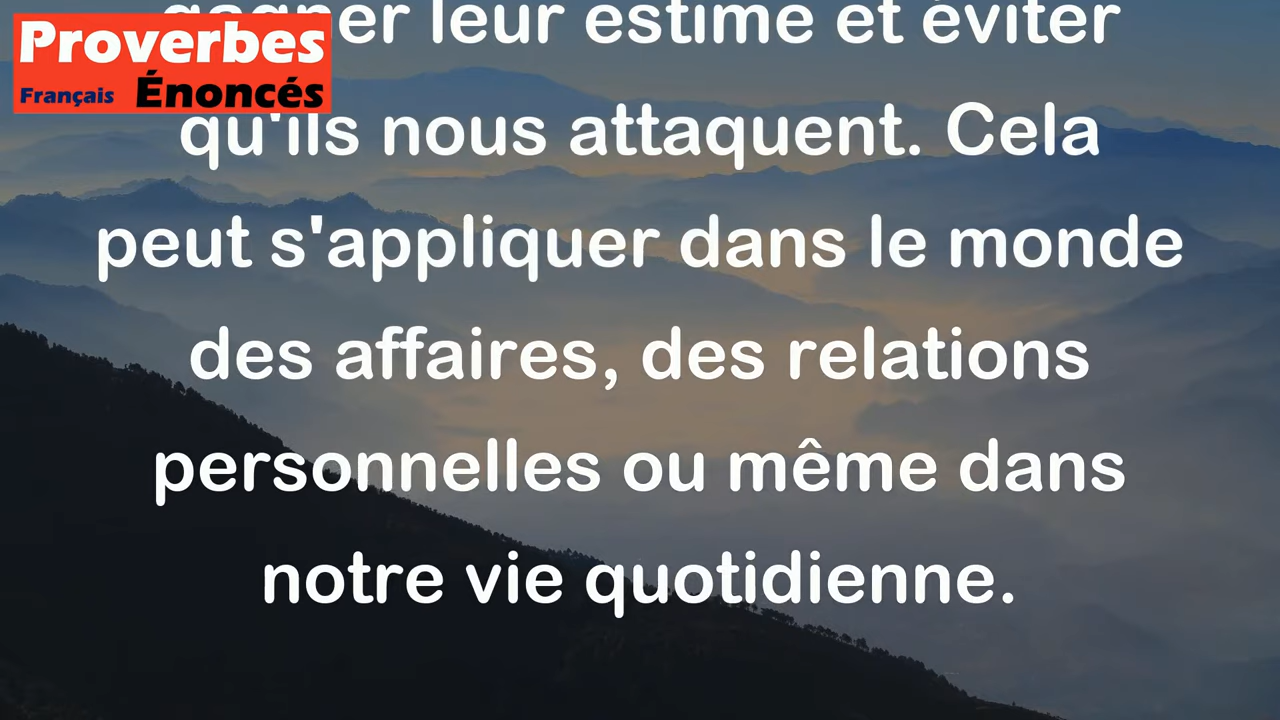 Proverbes
Français Énoncés
gagner leur estime et éviter
qu'ils nous attaquent. Cela
peut s'appliquer dans le monde
des affaires, des relations
personnelles ou même dans
notre vie quotidienne.